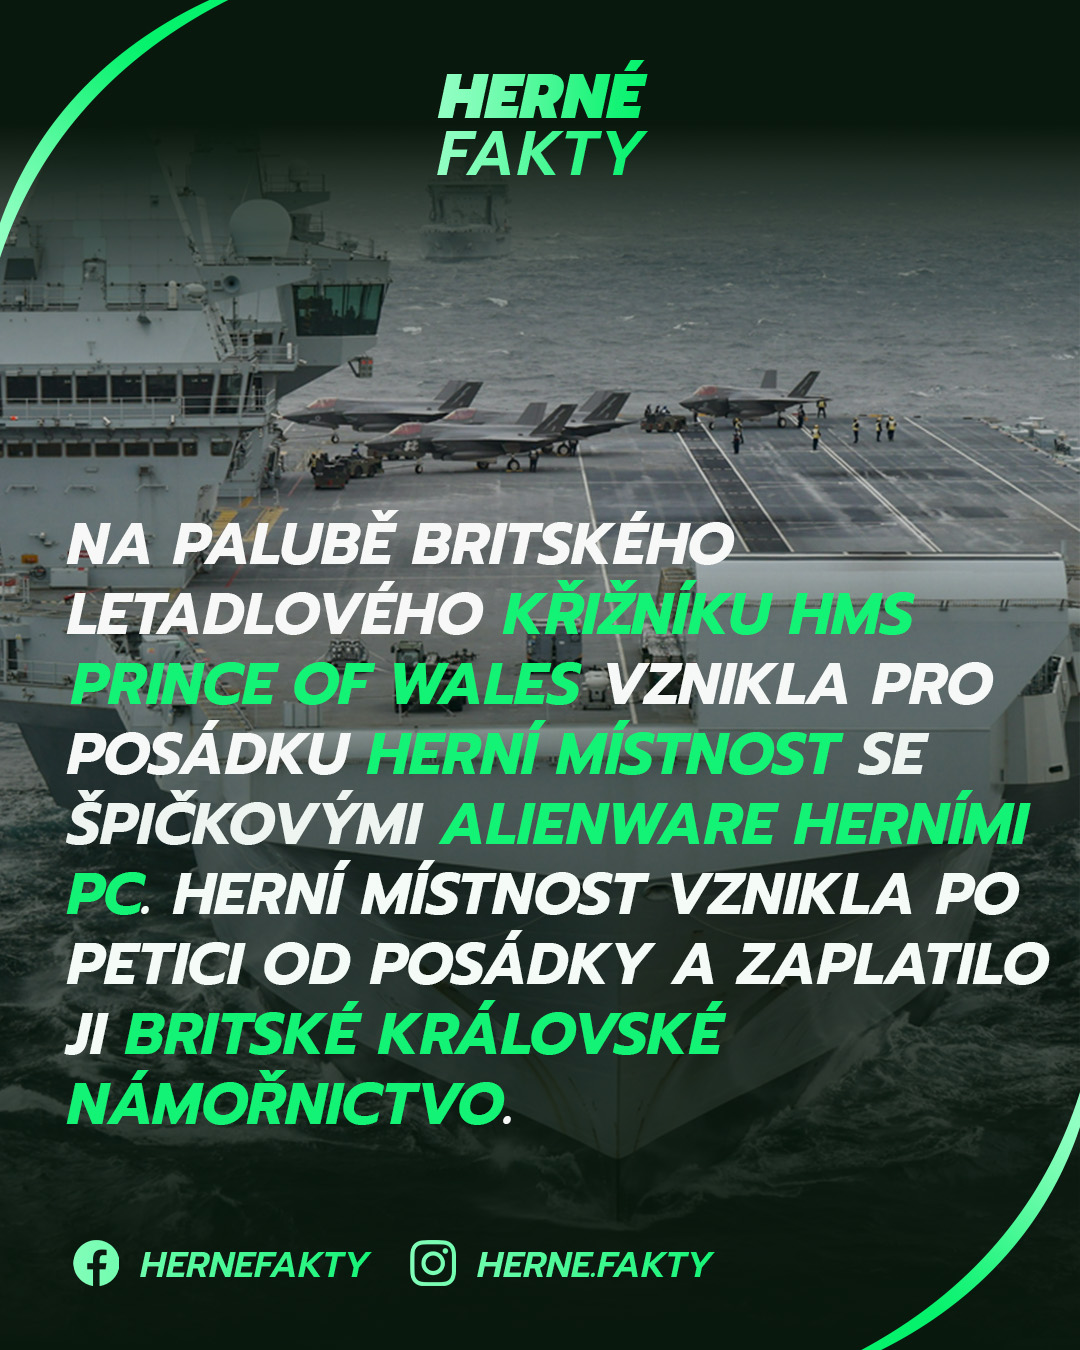 HERNÉ
FAKTY
NA PALUBĚ BRITSKÉHO
LETADLOVÉHO KŘIŽNÍKU HMS
PRINCE OF WALES VZNIKLA PRO
POSÁDKU HERNÍ MÍSTNOST SE
ŠPIČKOVÝMI ALIENWARE HERNÍMI
PC. HERNÍ MÍSTNOST VZNIKLA PO
PETICI OD POSÁDKY A ZAPLATILO
JI BRITSKÉ KRÁLOVSKÉ
NÁMOŘNICTVO.
HERNEFAKTY HERNE.FAKTY